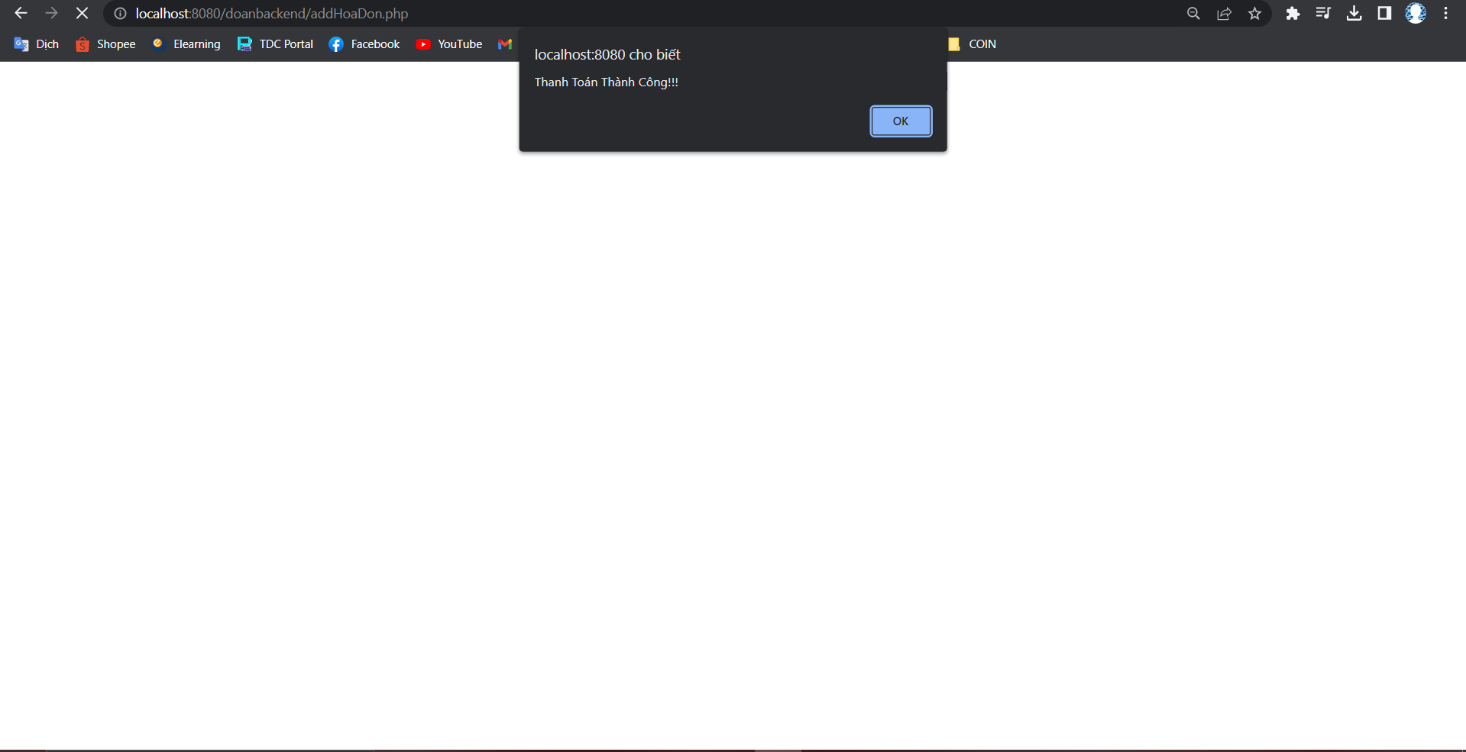 localhost:8080/doanbackend/addHoaDon.php
Dịch Shopee Elearning TDC Portal Facebook YouTube COIN
localhost:8080 cho biết
Thanh Toán Thành Công!!!
OK